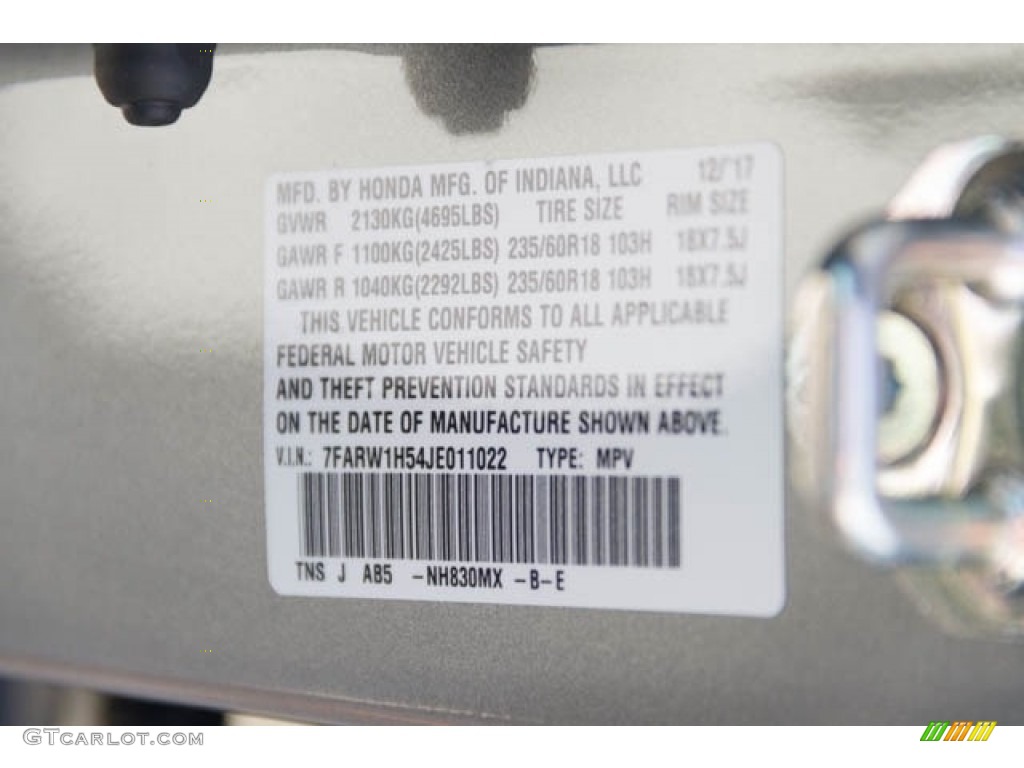 MFD. BY HONDA MFG. OF INDIANA, LLC 12/'17
GVWR 2130KG(4695LBS) TIRE SIZE RIM SIZE
GAWR F 1100KG(2425LBS) 235/60R18 103H 18X7.5J
GAWR R 1040KG(2292LBS) 235/60R18 103H 18X7.5J
THIS VEHICLE CONFORMS TO ALL APPLICABLE
FEDERAL MOTOR VEHICLE SAFETY
AND THEFT PREVENTION STANDARDS IN EFFECT
ON THE DATE OF MANUFACTURE SHOWN ABOVE.
V.I.N.: 7FARW1H54JE011022 TYPE: MPV
TNS J AB5 -NH830MX -B-E
GTCARLOT.COM